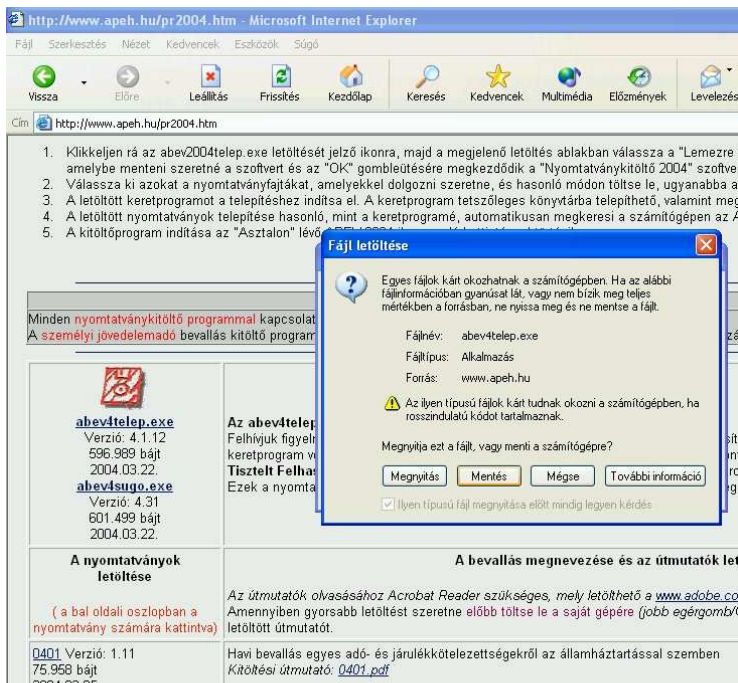 http://www.apeh.hu/pr2004.htm - Microsoft Internet Explorer
Fájl Szerkesztés Nézet Kedvencek Eszközök Súgó
Vissza Előre Leállítás Frissítés Kezdőlap Keresés Kedvencek Multimédia Előzmények Levelezés
Cím http://www.apeh.hu/pr2004.htm
1. Klikkeljen rá az abev2004telep.exe letöltését jelző ikonra, majd a megjelenő letöltés ablakban válassza a "Lemezre
amelybe menteni szeretné a szoftvert és az "OK" gombleütésére megkezdődik a "Nyomtatványkitöltő 2004" szoftve
2. Válassza ki azokat a nyomtatványfajtákat, amelyekkel dolgozni szeretne, és hasonló módon töltse le, ugyanabba a
3. A letöltött keretprogramot a telepítéshez indítsa el. A keretprogram tetszőleges könyvtárba telepíthető, valamint meg
4. A letöltött nyomtatványok telepítése hasonló, mint a keretprogramé, automatikusan megkeresi a számítógépen az A
5. A kitöltőprogram indítása az "Asztalon" lévő
Fájl letöltése
Egyes fájlok kárt okozhatnak a számítógépben. Ha az alábbi
fájlinformációban gyanúsat lát, vagy nem bízik meg teljes
mértékben a forrásban, ne nyissa meg és ne mentse a fájlt.
Fájlnév: abev4telep.exe
Fájltípus: Alkalmazás
Forrás: www.apeh.hu
Az ilyen típusú fájlok kárt tudnak okozni a számítógépben, ha
rosszindulatú kódot tartalmaznak.
Megnyitja ezt a fájlt, vagy menti a számítógépre?
Megnyitás Mentés Mégse További információ
Ilyen típusú fájl megnyitása előtt mindig legyen kérdés
Minden nyomtatványkitöltő programmal kapcsolat
A személyi jövedelemadó bevallás kitöltő program
abev4telep.exe
Verzió: 4.1.12
596.989 bájt
2004.03.22.
abev4sugo.exe
Verzió: 4.31
601.499 bájt
2004.03.22.
Az abev4telep
Felhívjuk figyel
keretprogram v
Tisztelt Felha
Ezek a nyomta
A nyomtatványok
letöltése
( a bal oldali oszlopban a
nyomtatvány számára kattintva)
A bevallás megnevezése és az útmutatók let
Az útmutatók olvasásához Acrobat Reader szükséges, mely letölthető a www.adobe.co
Amennyiben gyorsabb letöltést szeretne előbb töltse le a saját gépére (jobb egérgomb/
letöltött útmutatót.
0401 Verzió: 1.11
75.958 bájt
Havi bevallás egyes adó- és járulékkötelezettségekről az államháztartással szemben
Kitöltési útmutató: 0401.pdf